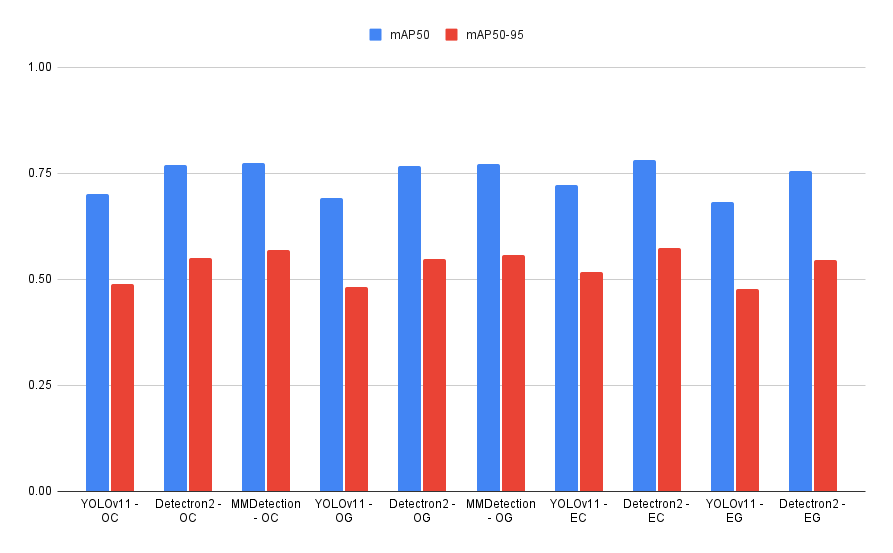 mAP50 mAP50-95
1.00
0.75
0.50
0.25
0.00
YOLOv11 -
OC
Detectron2 -
OC
MMDetection
- OC
YOLOv11 -
OG
Detectron2 -
OG
MMDetection
- OG
YOLOv11 -
EC
Detectron2 -
EC
YOLOv11 -
EG
Detectron2 -
EG